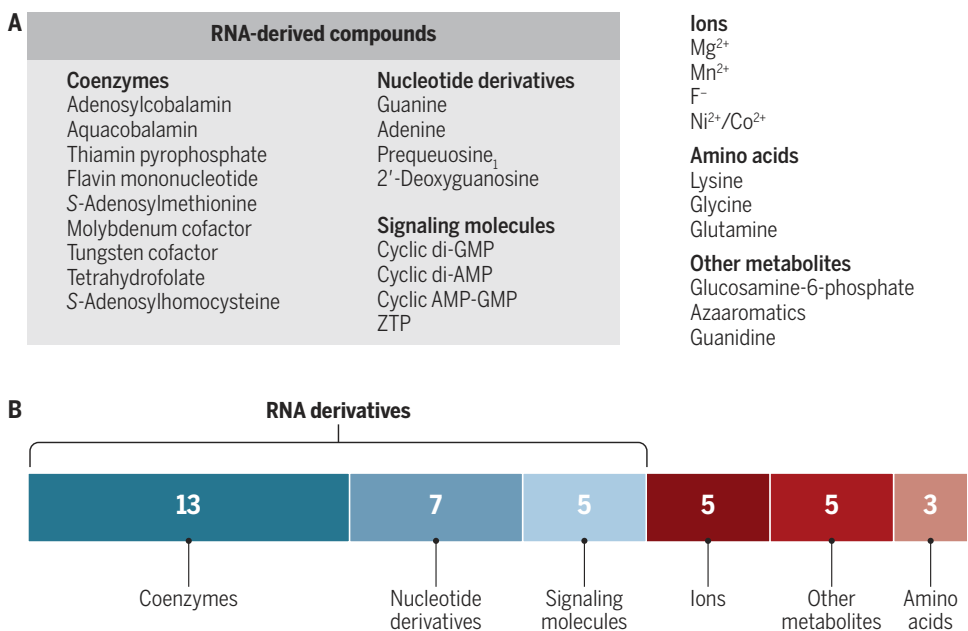 A
RNA-derived compounds
Coenzymes
Adenosylcobalamin
Aquacobalamin
Thiamin pyrophosphate
Flavin mononucleotide
S-Adenosylmethionine
Molybdenum cofactor
Tungsten cofactor
Tetrahydrofolate
S-Adenosylhomocysteine
Nucleotide derivatives
Guanine
Adenine
Prequeuosine₁
2′-Deoxyguanosine
Signaling molecules
Cyclic di-GMP
Cyclic di-AMP
Cyclic AMP-GMP
ZTP
Ions
Mg²⁺
Mn²⁺
F⁻
Ni²⁺/Co²⁺
Amino acids
Lysine
Glycine
Glutamine
Other metabolites
Glucosamine-6-phosphate
Azaaromatics
Guanidine
B
RNA derivatives
13
7
5
5
5
3
Coenzymes
Nucleotide
derivatives
Signaling
molecules
Ions
Other
metabolites
Amino
acids